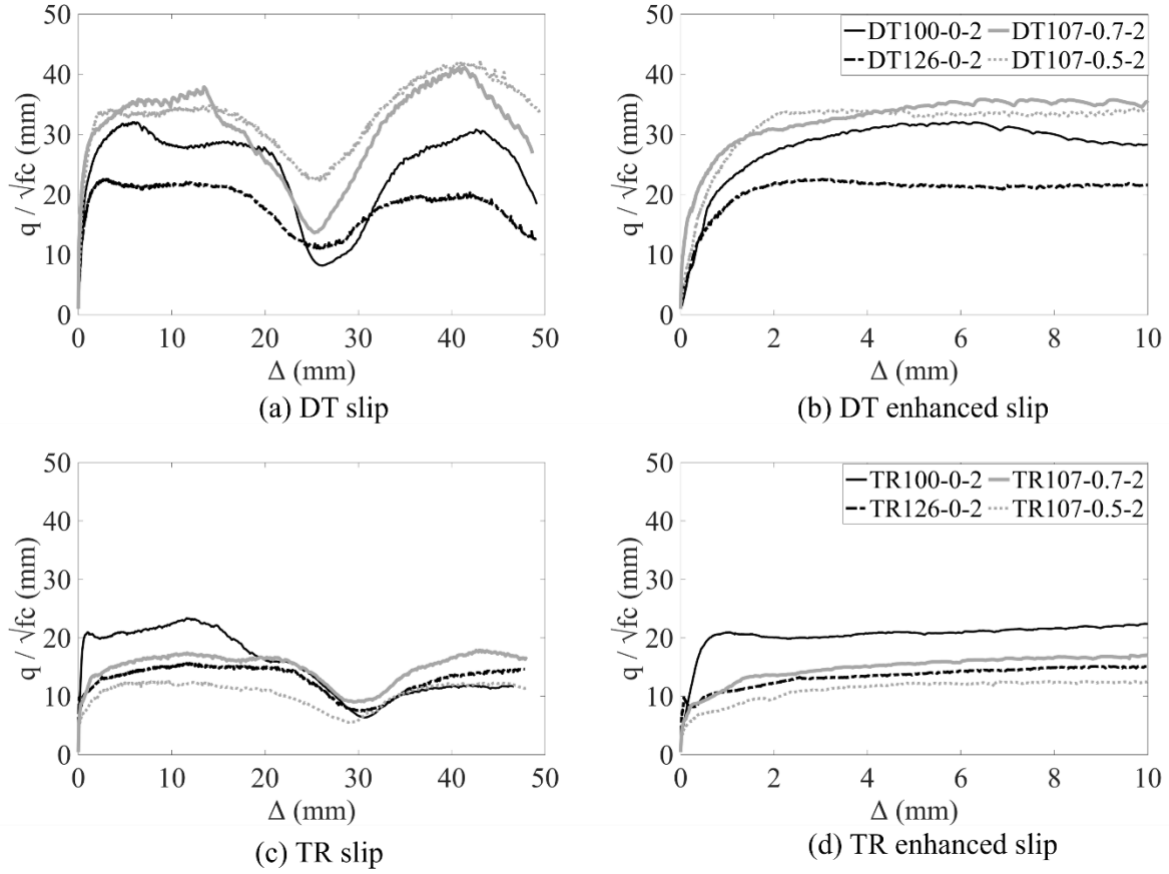 50
40
30
20
10
0
q / √fc (mm)
0 10 20 30 40 50
Δ (mm)
(a) DT slip
50
40
30
20
10
0
q / √fc (mm)
DT100-0-2 DT107-0.7-2
DT126-0-2 DT107-0.5-2
0 2 4 6 8 10
Δ (mm)
(b) DT enhanced slip
50
40
30
20
10
0
q / √fc (mm)
0 10 20 30 40 50
Δ (mm)
(c) TR slip
50
40
30
20
10
0
q / √fc (mm)
TR100-0-2 TR107-0.7-2
TR126-0-2 TR107-0.5-2
0 2 4 6 8 10
Δ (mm)
(d) TR enhanced slip